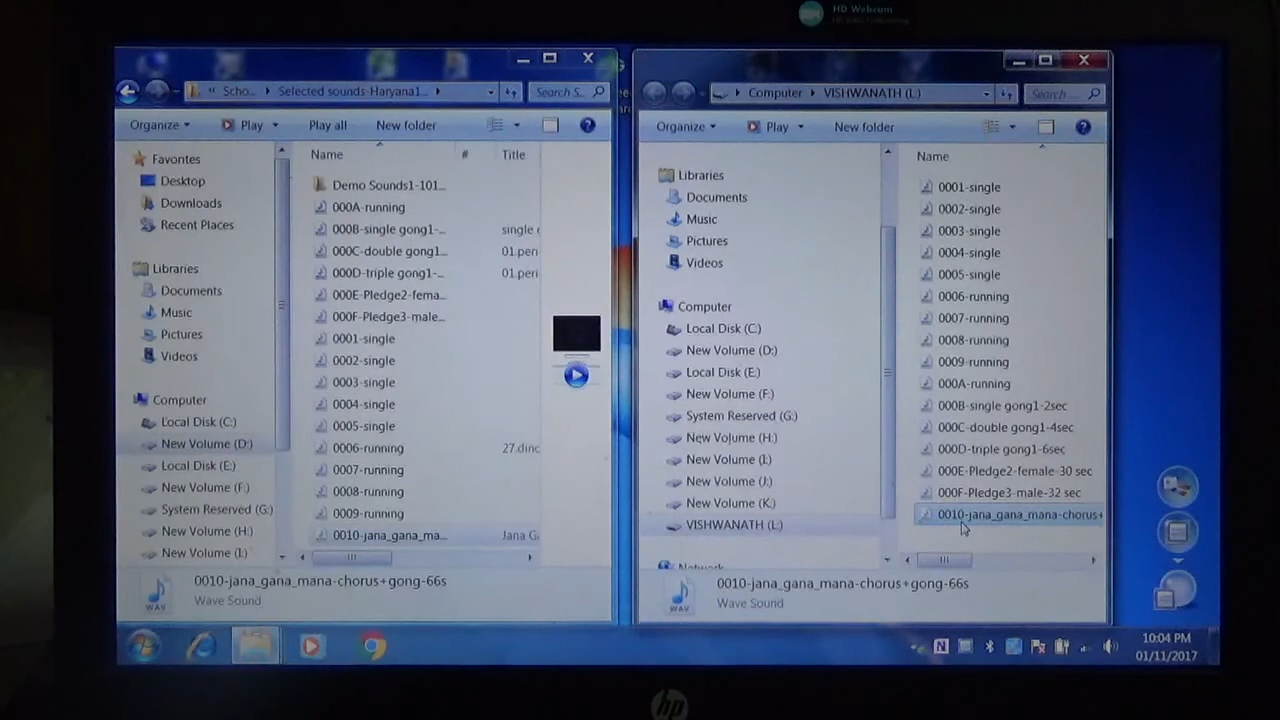 HD Webcam
Scho...
Selected sounds-Haryana1...
Search S...
Organize
Play
Play all
New folder
Favorites
Desktop
Downloads
Recent Places
Libraries
Documents
Music
Pictures
Videos
Computer
Local Disk (C:)
New Volume (D:)
Local Disk (E:)
New Volume (F:)
System Reserved (G:)
New Volume (H:)
New Volume (I:)
Name
#
Title
Demo Sounds1-101...
000A-running
000B-single gong1-...
single
000C-double gong1...
01.peri
000D-triple gong1-...
01.peri
000E-Pledge2-fema...
000F-Pledge3-male...
0001-single
0002-single
0003-single
0004-single
0005-single
0006-running
27.dinc
0007-running
0008-running
0009-running
0010-jana_gana_ma...
Jana G
0010-jana_gana_mana-chorus+gong-66s
Wave Sound
WAV
Computer
VISHWANATH (L:)
Search ...
Organize
Play
New folder
Libraries
Documents
Music
Pictures
Videos
Computer
Local Disk (C:)
New Volume (D:)
Local Disk (E:)
New Volume (F:)
System Reserved (G:)
New Volume (H:)
New Volume (I:)
New Volume (J:)
New Volume (K:)
VISHWANATH (L:)
Network
Name
0001-single
0002-single
0003-single
0004-single
0005-single
0006-running
0007-running
0008-running
0009-running
000A-running
000B-single gong1-2sec
000C-double gong1-4sec
000D-triple gong1-6sec
000E-Pledge2-female-30 sec
000F-Pledge3-male-32 sec
0010-jana_gana_mana-chorus+
0010-jana_gana_mana-chorus+gong-66s
Wave Sound
WAV
N
10:04 PM
01/11/2017
hp